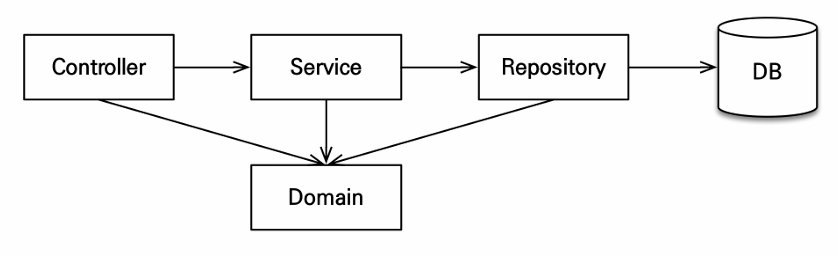 Controller
Service
Repository
DB
Domain